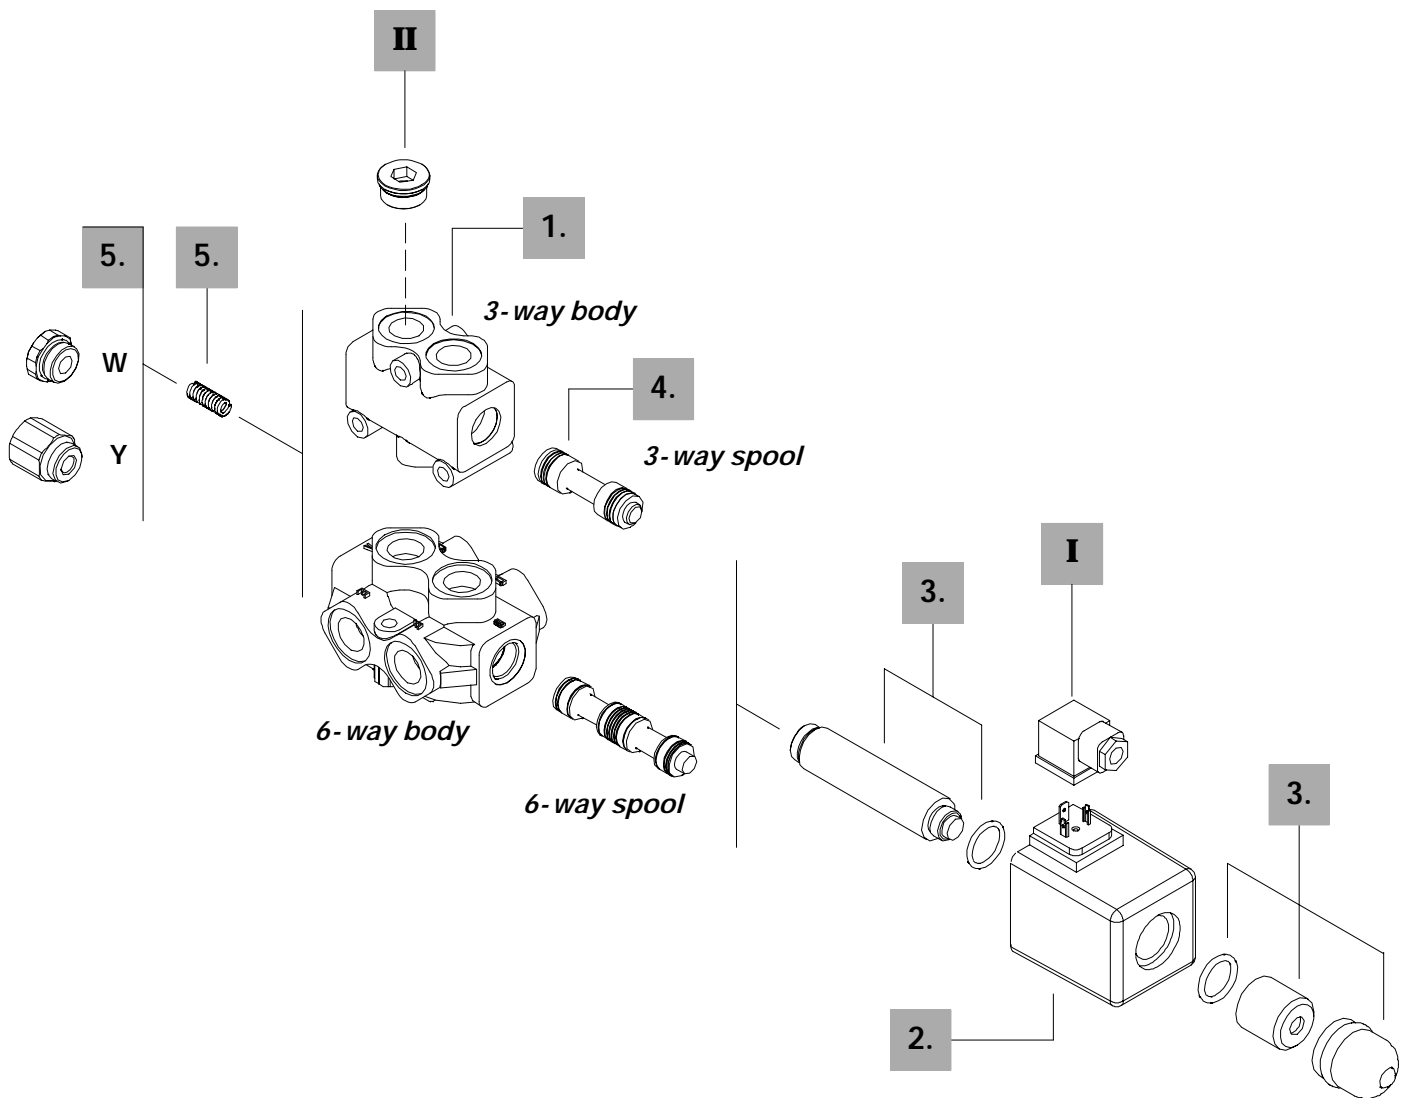 II
1.
5.
5.
3-way body
W
4.
Y
3-way spool
I
3.
6-way body
3.
6-way spool
2.